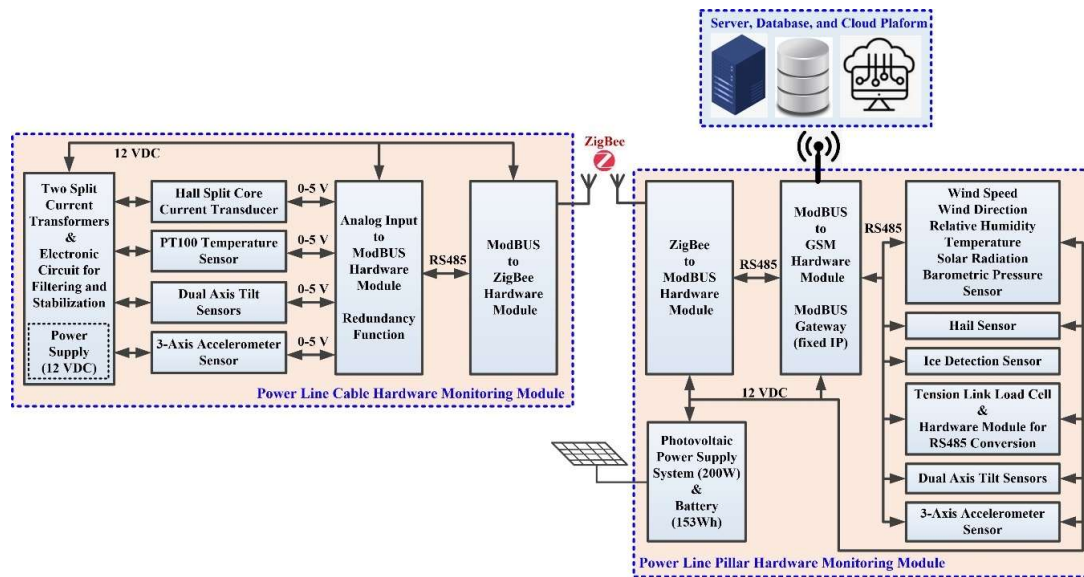 Server, Database, and Cloud Plaform
ZigBee
Z
12 VDC
Two Split
Current
Transformers
&
Electronic
Circuit for
Filtering and
Stabilization
Power
Supply
(12 VDC)
Hall Split Core
Current Transducer
PT100 Temperature
Sensor
Dual Axis Tilt
Sensors
3-Axis Accelerometer
Sensor
0-5 V
0-5 V
0-5 V
0-5 V
Analog Input
to
ModBUS
Hardware
Module
Redundancy
Function
RS485
ModBUS
to
ZigBee
Hardware
Module
Power Line Cable Hardware Monitoring Module
ZigBee
to
ModBUS
Hardware
Module
RS485
ModBUS
to
GSM
Hardware
Module
ModBUS
Gateway
(fixed IP)
RS485
Wind Speed
Wind Direction
Relative Humidity
Temperature
Solar Radiation
Barometric Pressure
Sensor
Hail Sensor
Ice Detection Sensor
Tension Link Load Cell
&
Hardware Module for
RS485 Conversion
Dual Axis Tilt Sensors
3-Axis Accelerometer
Sensor
12 VDC
Photovoltaic
Power Supply
System (200W)
&
Battery
(153Wh)
Power Line Pillar Hardware Monitoring Module